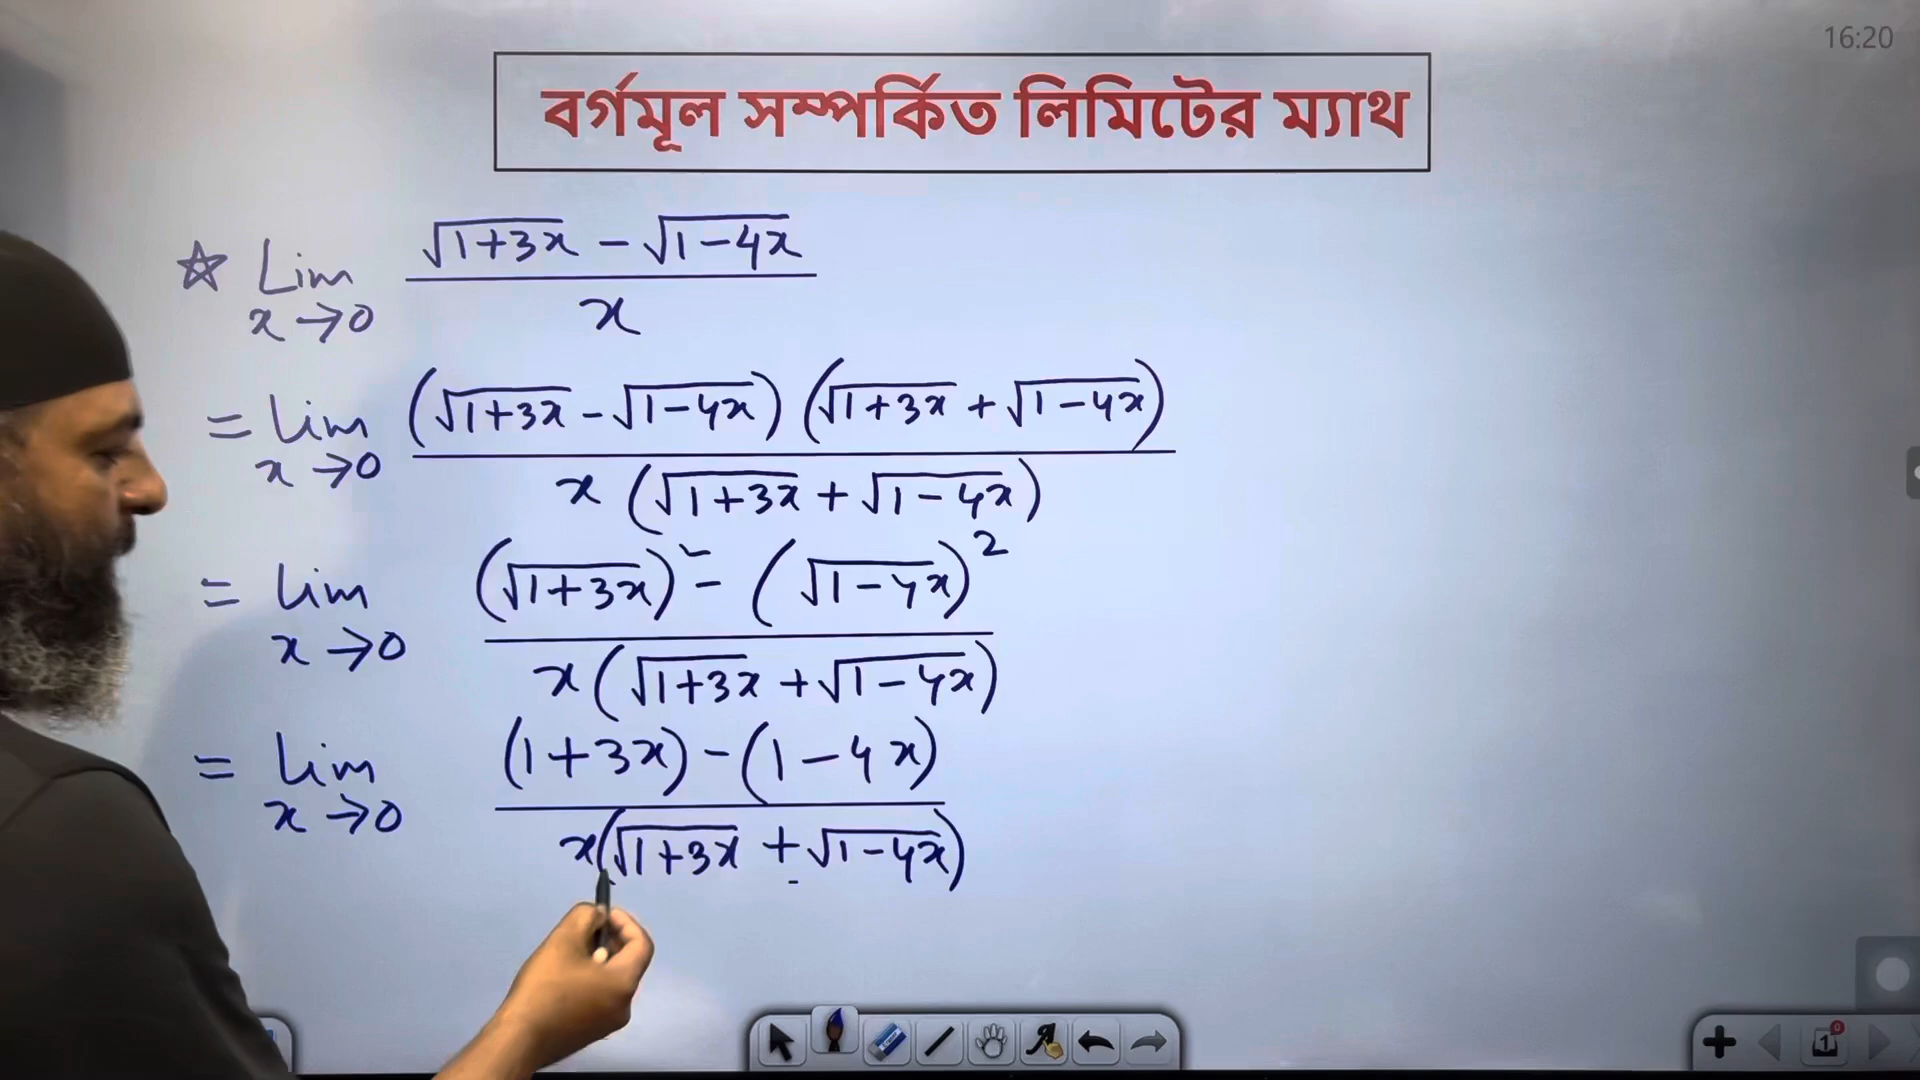 16:20
বর্গমূল সম্পর্কিত লিমিটের ম্যাথ
☆ Lim x→0 (√(1+3x) − √(1−4x)) / x
= Lim x→0 ((√(1+3x) − √(1−4x)) (√(1+3x) + √(1−4x))) / (x (√(1+3x) + √(1−4x)))
= Lim x→0 ((√(1+3x))² − (√(1−4x))²) / (x (√(1+3x) + √(1−4x)))
= Lim x→0 ((1+3x) − (1−4x)) / (x (√(1+3x) + √(1−4x)))
1
0